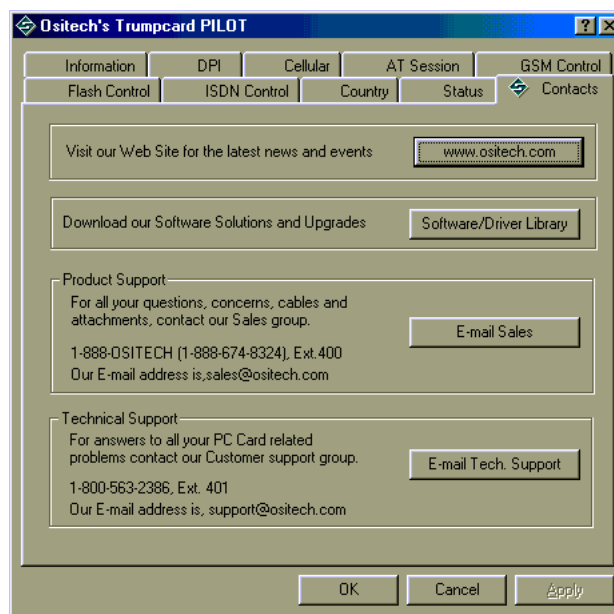 Ositech's Trumpcard PILOT
Information DPI Cellular AT Session GSM Control
Flash Control ISDN Control Country Status Contacts
Visit our Web Site for the latest news and events www.ositech.com
Download our Software Solutions and Upgrades Software/Driver Library
Product Support
For all your questions, concerns, cables and
attachments, contact our Sales group.
E-mail Sales
1-888-OSITECH (1-888-674-8324), Ext.400
Our E-mail address is,sales@ositech.com
Technical Support
For answers to all your PC Card related
problems contact our Customer support group.
E-mail Tech. Support
1-800-563-2386, Ext. 401
Our E-mail address is, support@ositech.com
OK Cancel Apply